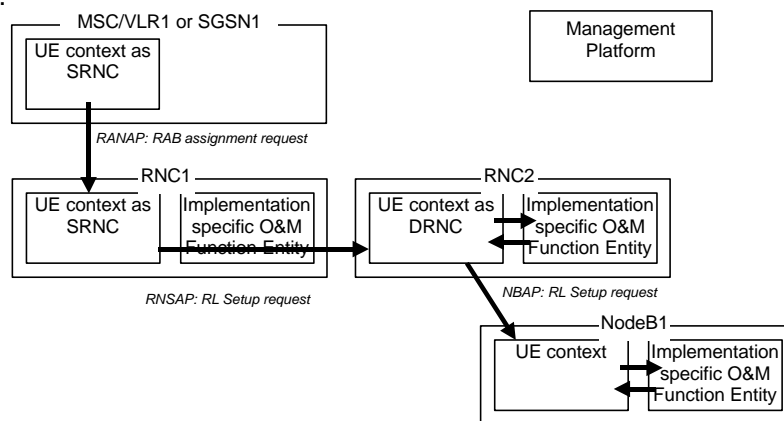 .
MSC/VLR1 or SGSN1
UE context as
SRNC
Management
Platform
RANAP: RAB assignment request
RNC1
UE context as
SRNC
Implementation
specific O&M
Function Entity
RNC2
UE context as
DRNC
Implementation
specific O&M
Function Entity
RNSAP: RL Setup request
NBAP: RL Setup request
NodeB1
UE context
Implementation
specific O&M
Function Entity